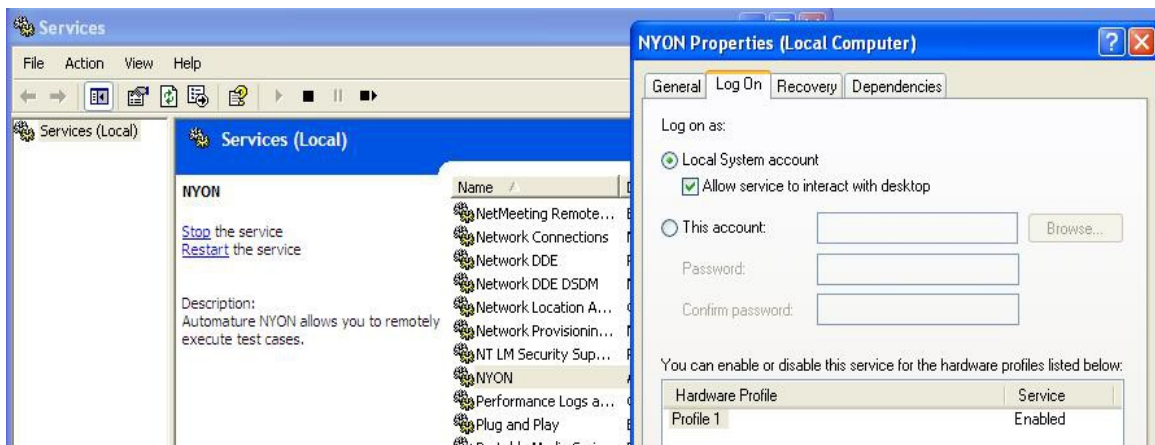 Services
File Action View Help
Services (Local)
Services (Local)
NYON
Stop the service
Restart the service
Description:
Automature NYON allows you to remotely
execute test cases.
Name
NetMeeting Remote...
Network Connections
Network DDE
Network DDE DSDM
Network Location A...
Network Provisionin...
NT LM Security Sup...
NYON
Performance Logs a...
Plug and Play
NYON Properties (Local Computer)
General Log On Recovery Dependencies
Log on as:
Local System account
Allow service to interact with desktop
This account: Browse...
Password:
Confirm password:
You can enable or disable this service for the hardware profiles listed below:
Hardware Profile Service
Profile 1 Enabled